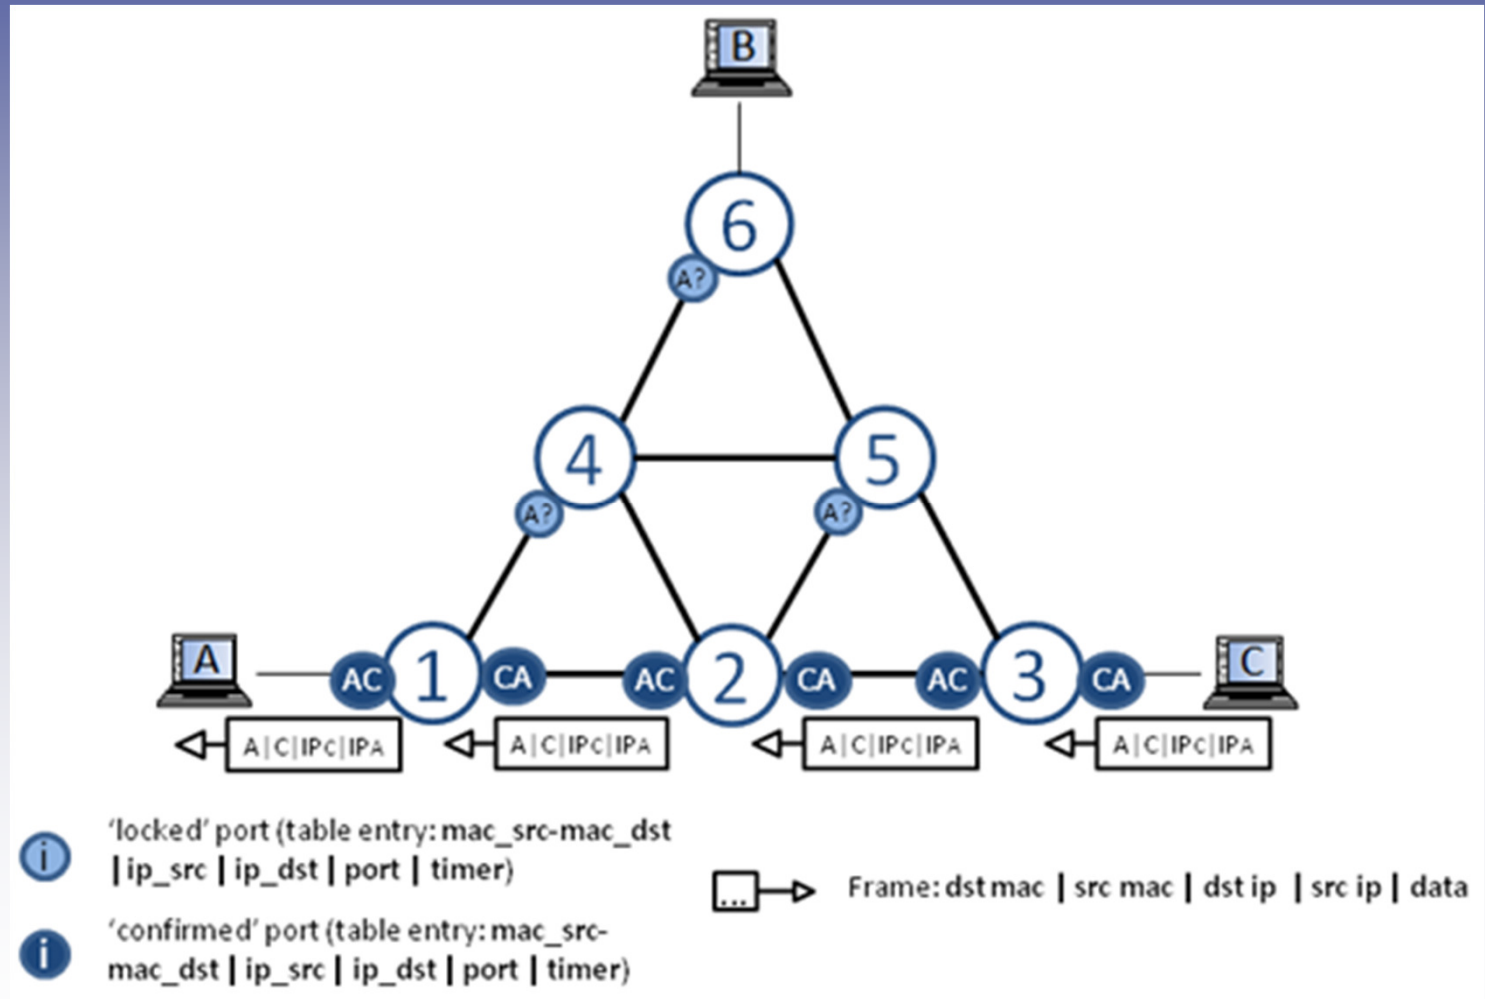 B
6
A?
4
5
A?
A?
A
AC
1
CA
AC
2
CA
AC
3
CA
C
A|C|IPC|IPA
A|C|IPC|IPA
A|C|IPC|IPA
A|C|IPC|IPA
i
‘locked’ port (table entry: mac_src-mac_dst
| ip_src | ip_dst | port | timer)
...
Frame: dst mac | src mac | dst ip | src ip | data
i
‘confirmed’ port (table entry: mac_src-
mac_dst | ip_src | ip_dst | port | timer)